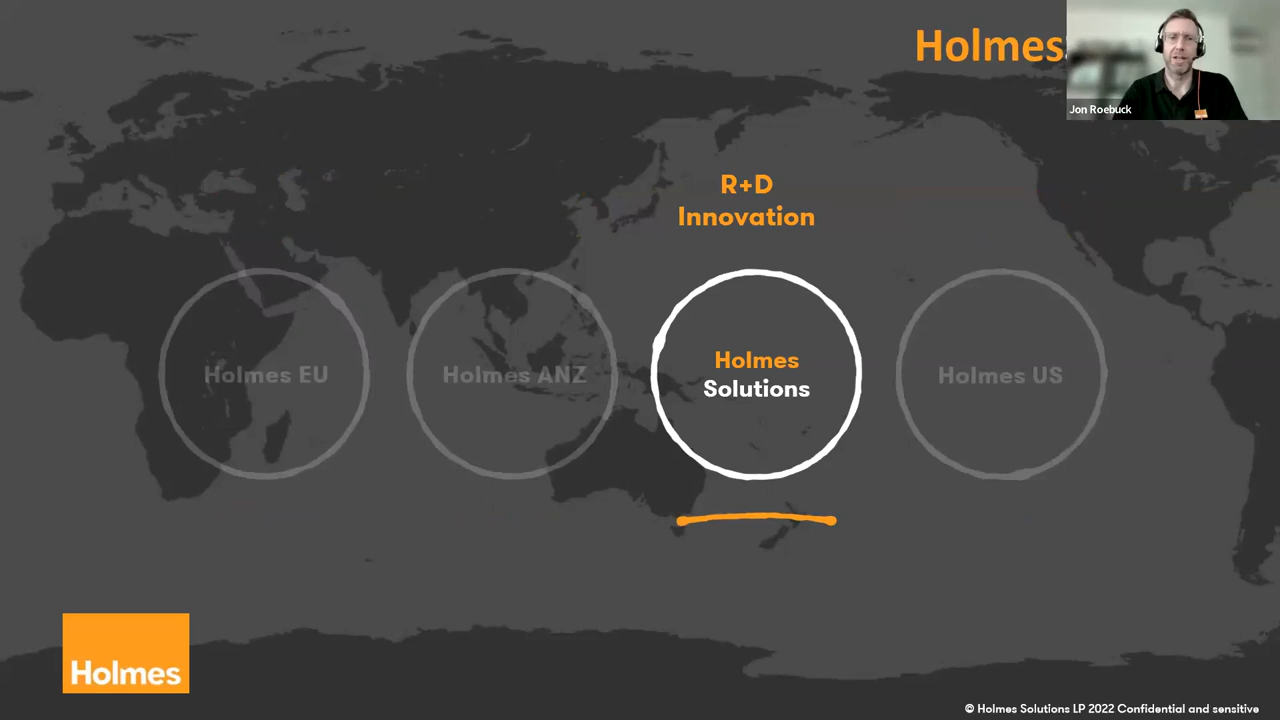 Holmes
Jon Roebuck
R+D
Innovation
Holmes EU
Holmes ANZ
Holmes
Solutions
Holmes US
Holmes
© Holmes Solutions LP 2022 Confidential and sensitive